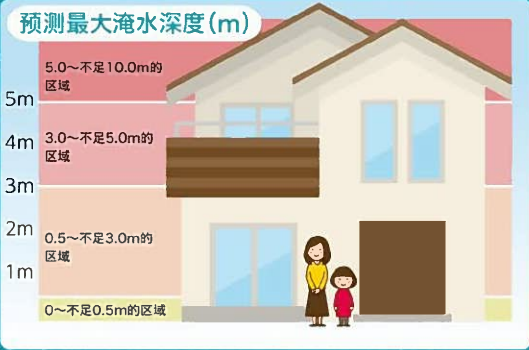 预测最大淹水深度(m)
5.0～不足10.0m的
区域
5m
4m
3.0～不足5.0m的
区域
3m
2m
0.5～不足3.0m的
区域
1m
0～不足0.5m的区域